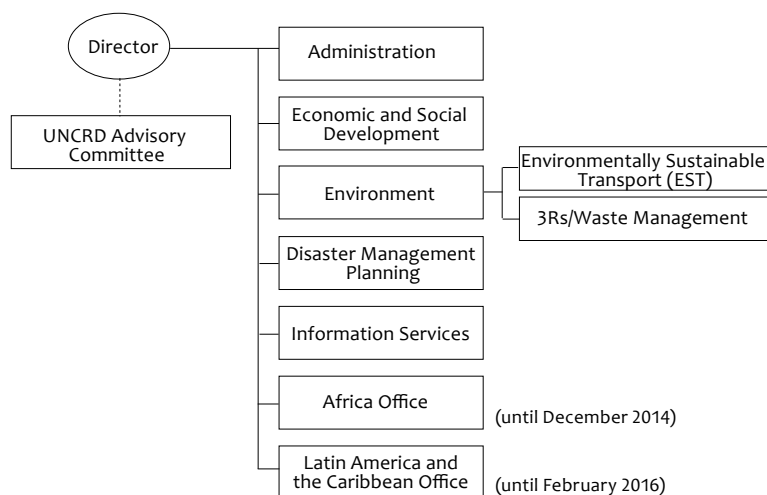 Director
Administration
UNCRD Advisory
Committee
Economic and Social
Development
Environment
Environmentally Sustainable
Transport (EST)
3Rs/Waste Management
Disaster Management
Planning
Information Services
Africa Office
(until December 2014)
Latin America and
the Caribbean Office
(until February 2016)